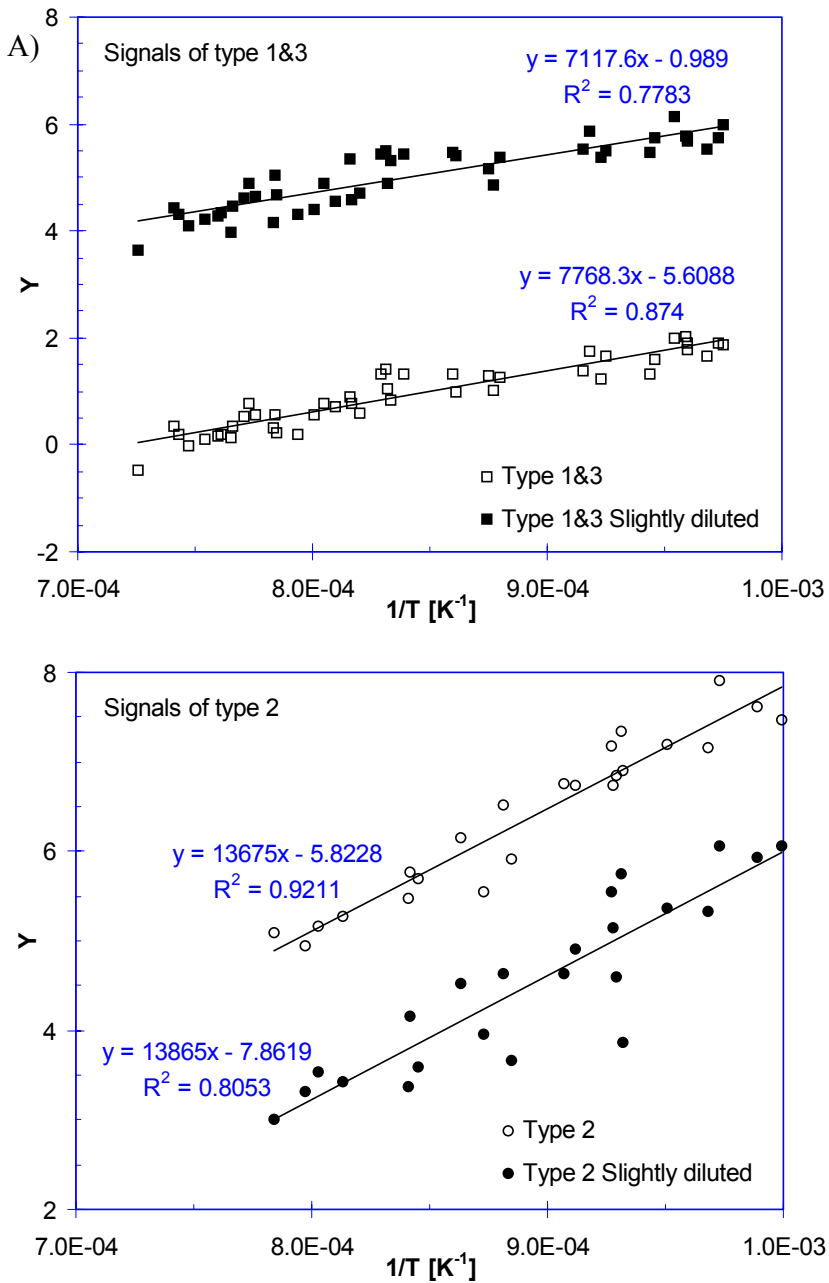 A)
Signals of type 1&3
y = 7117.6x - 0.989
R² = 0.7783
y = 7768.3x - 5.6088
R² = 0.874
Type 1&3
Type 1&3 Slightly diluted
8
6
4
2
0
-2
Y
7.0E-04 8.0E-04 9.0E-04 1.0E-03
1/T [K⁻¹]
Signals of type 2
y = 13675x - 5.8228
R² = 0.9211
y = 13865x - 7.8619
R² = 0.8053
Type 2
Type 2 Slightly diluted
8
6
4
2
Y
7.0E-04 8.0E-04 9.0E-04 1.0E-03
1/T [K⁻¹]